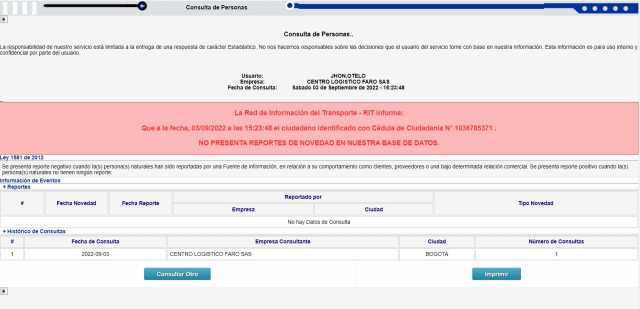 Consulta de Personas
Consulta de Personas..
La responsabilidad de nuestro servicio está limitada a la entrega de una respuesta de carácter Estadístico. No nos hacemos responsables sobre las decisiones que el usuario del servicio tome con base en nuestra información. Esta información es para uso interno y
confidencial por parte del usuario.
Usuario: JHON.OTELO
Empresa: CENTRO LOGISTICO FARO SAS
Fecha de Consulta: Sabado 03 de Septiembre de 2022 - 16:23:48
La Red de Información del Transporte - RIT informa:
Que a la fecha, 03/09/2022 a las 15:23:48 el ciudadano identificado con Cédula de Ciudadania N° 1036785371 .
NO PRESENTA REPORTES DE NOVEDAD EN NUESTRA BASE DE DATOS.
Ley 1581 de 2012
Se presenta reporte negativo cuando la(s) persona(s) naturales han sido reportadas por una Fuente de información, en relación a su comportamiento como clientes, proveedores o una bajo determinada relación comercial. Se presenta reporte positivo cuando la(s)
persona(s) naturales no tienen ningún reporte.
Información de Eventos
+ Reportes
# Fecha Novedad Fecha Reporte Reportado por Tipo Novedad
Empresa Ciudad
No hay Datos de Consulta
+ Histórico de Consultas
# Fecha de Consulta Empresa Consultante Ciudad Número de Consultas
1 2022-09-03 CENTRO LOGISTICO FARO SAS BOGOTA 1
Consultar Otro Imprimir